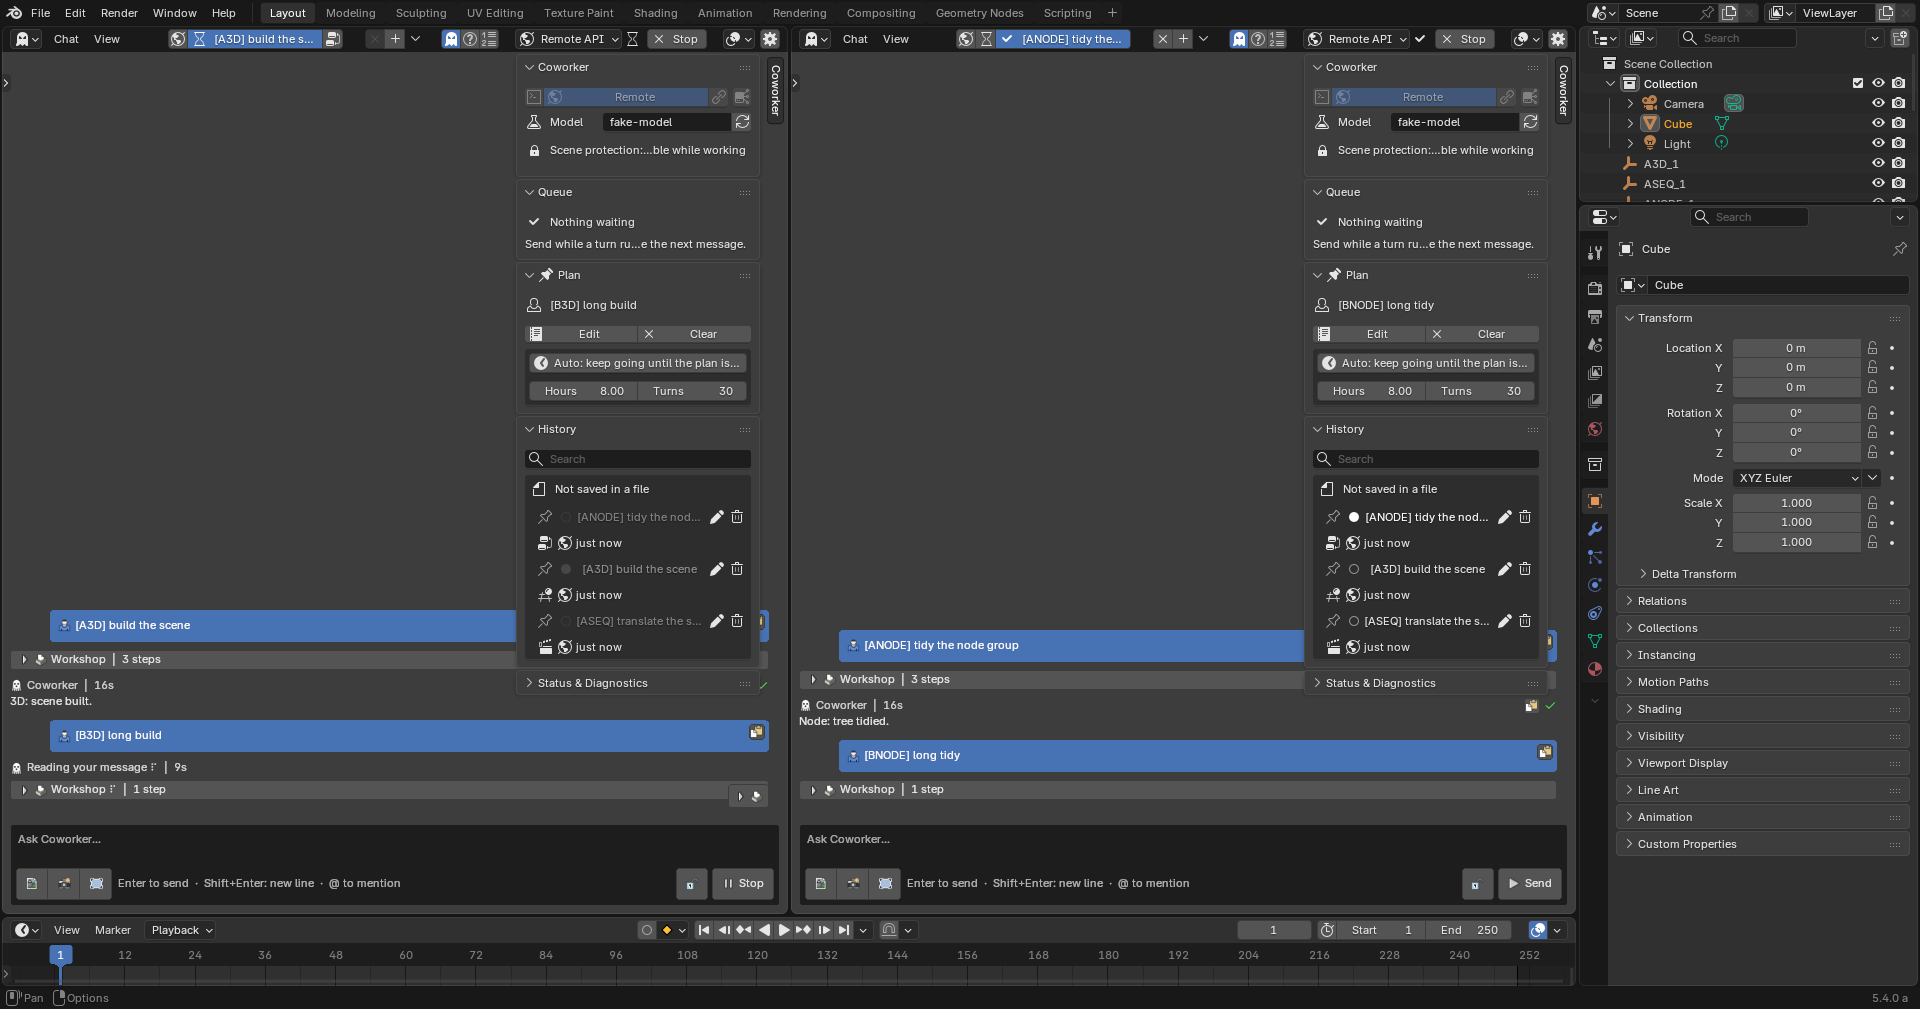 File Edit Render Window Help Layout Modeling Sculpting UV Editing Texture Paint Shading Animation Rendering Compositing Geometry Nodes Scripting + Scene ViewLayer
Chat View [A3D] build the s... Remote API Stop
Chat View [ANODE] tidy the... Remote API Stop
Search
Coworker
Remote
Model fake-model
Scene protection:...ble while working
Queue
Nothing waiting
Send while a turn ru...e the next message.
Plan
[B3D] long build
Edit Clear
Auto: keep going until the plan is...
Hours 8.00 Turns 30
History
Search
Not saved in a file
[ANODE] tidy the nod...
just now
[A3D] build the scene
just now
[ASEQ] translate the s...
just now
Status & Diagnostics
Coworker
[A3D] build the scene
Workshop | 3 steps
Coworker | 16s
3D: scene built.
[B3D] long build
Reading your message | 9s
Workshop | 1 step
Ask Coworker...
Enter to send · Shift+Enter: new line · @ to mention
Stop
Coworker
Remote
Model fake-model
Scene protection:...ble while working
Queue
Nothing waiting
Send while a turn ru...e the next message.
Plan
[BNODE] long tidy
Edit Clear
Auto: keep going until the plan is...
Hours 8.00 Turns 30
History
Search
Not saved in a file
[ANODE] tidy the nod...
just now
[A3D] build the scene
just now
[ASEQ] translate the s...
just now
Status & Diagnostics
Coworker
[ANODE] tidy the node group
Workshop | 3 steps
Coworker | 16s
Node: tree tidied.
[BNODE] long tidy
Workshop | 1 step
Ask Coworker...
Enter to send · Shift+Enter: new line · @ to mention
Send
Scene Collection
Collection
Camera
Cube
Light
A3D_1
ASEQ_1
Search
Cube
Cube
Transform
Location X 0 m
Y 0 m
Z 0 m
Rotation X 0°
Y 0°
Z 0°
Mode XYZ Euler
Scale X 1.000
Y 1.000
Z 1.000
Delta Transform
Relations
Collections
Instancing
Motion Paths
Shading
Visibility
Viewport Display
Line Art
Animation
Custom Properties
View Marker Playback 1 Start 1 End 250
1 12 24 36 48 60 72 84 96 108 120 132 144 156 168 180 192 204 216 228 240 252
Pan Options 5.4.0 a